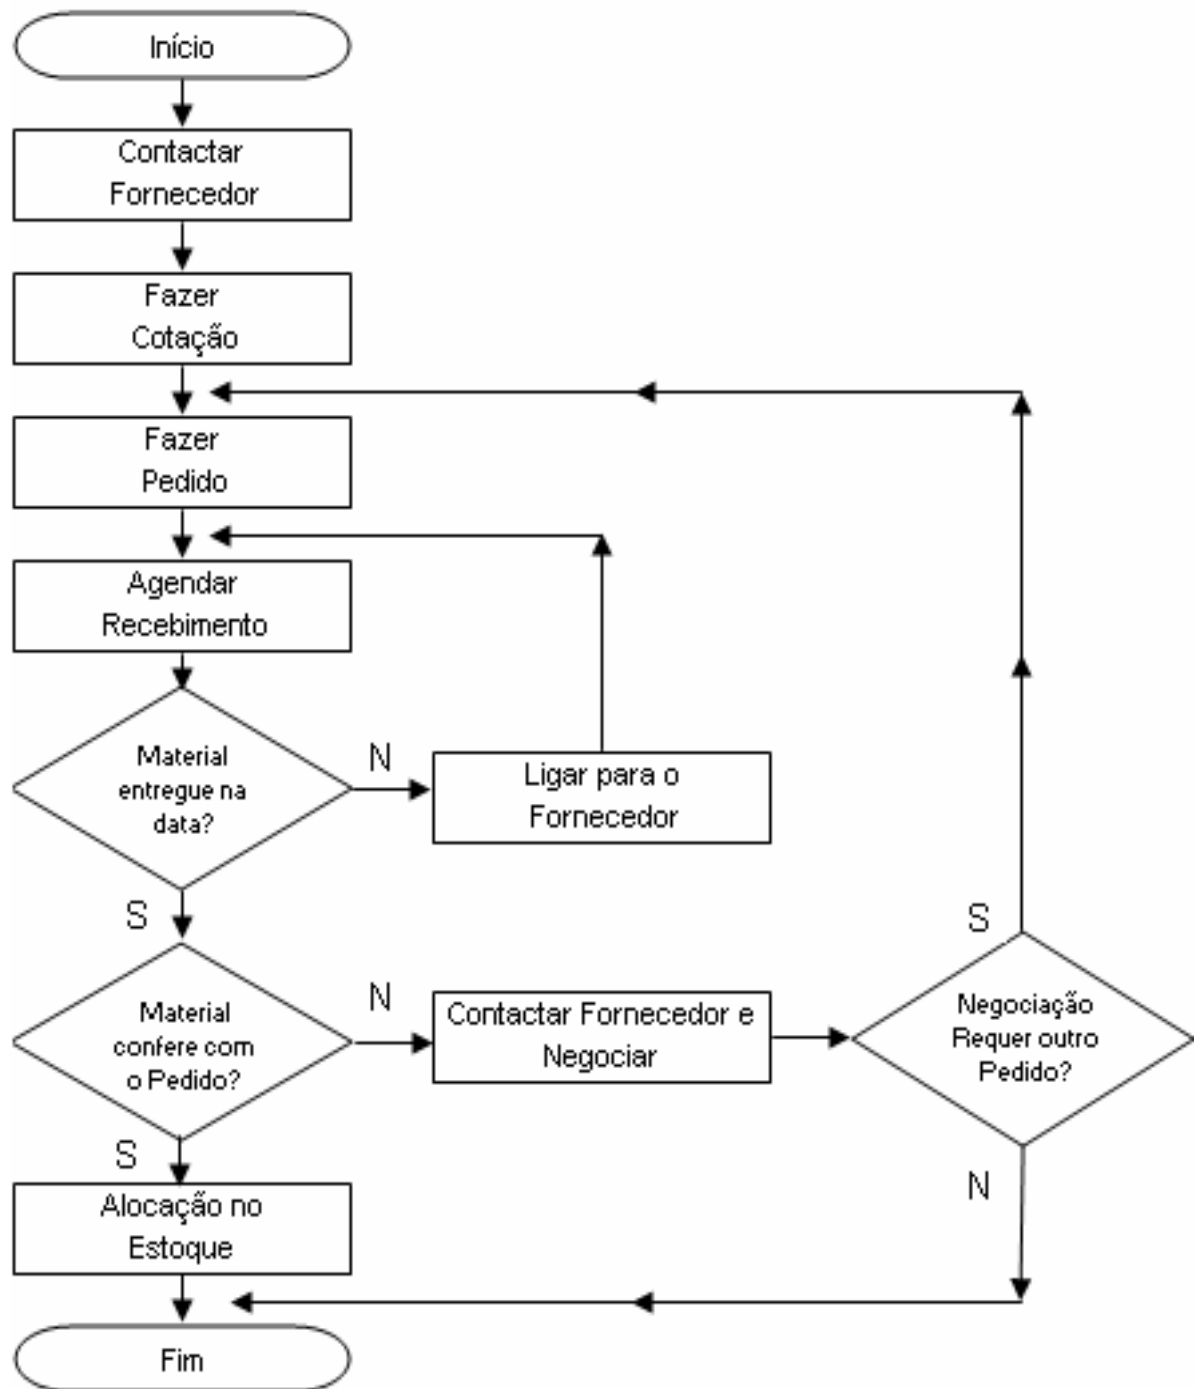 Início
Contactar
Fornecedor
Fazer
Cotação
Fazer
Pedido
Agendar
Recebimento
Material
entregue na
data?
N
Ligar para o
Fornecedor
S
Material
confere com
o Pedido?
N
Contactar Fornecedor e
Negociar
Negociação
Requer outro
Pedido?
S
N
S
Alocação no
Estoque
Fim